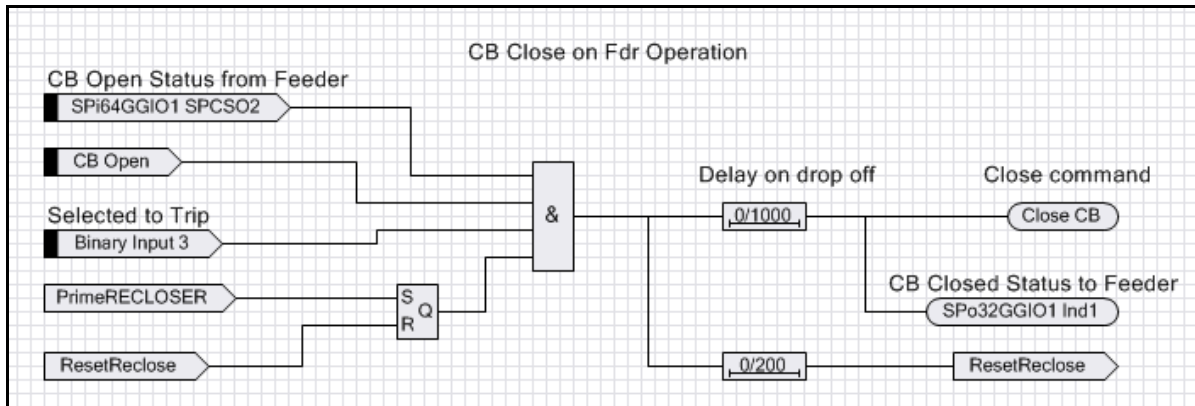 CB Close on Fdr Operation
CB Open Status from Feeder
SPi64GGIO1 SPCSO2
CB Open
Selected to Trip
Binary Input 3
PrimeRECLOSER
ResetReclose
S
Q
R
&
Delay on drop off
0/1000
0/200
Close command
Close CB
CB Closed Status to Feeder
SPo32GGIO1 Ind1
ResetReclose